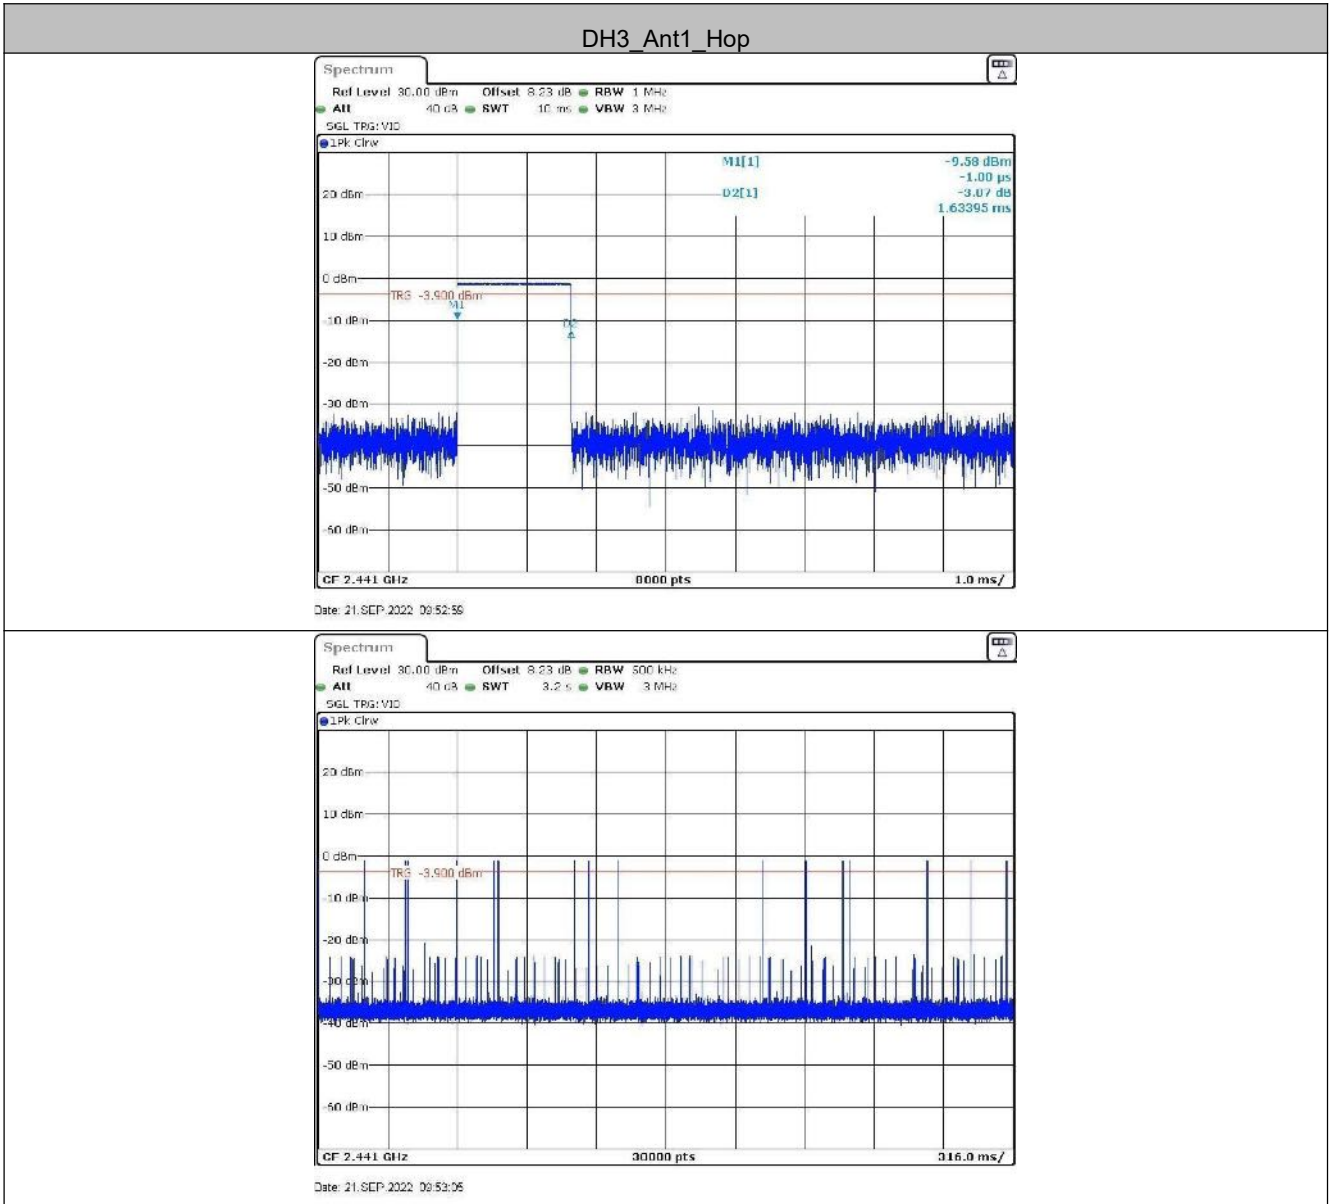 DH3_Ant1_Hop
Spectrum
Ref Level 30.00 dBm Offset 8.23 dB RBW 1 MHz
Att 40 dB SWT 10 ms VBW 3 MHz
SGL TRG: VID
1Pk Clrw
M1[1] -9.58 dBm
-1.00 µs
D2[1] -3.07 dB
1.63395 ms
20 dBm
10 dBm
0 dBm
TRG -3.900 dBm
M1
-10 dBm
D2
-20 dBm
-30 dBm
-50 dBm
-60 dBm
CF 2.441 GHz 8000 pts 1.0 ms/
Date: 21.SEP.2022 09:52:59
Spectrum
Ref Level 30.00 dBm Offset 8.23 dB RBW 500 kHz
Att 40 dB SWT 3.2 s VBW 3 MHz
SGL TRG: VID
1Pk Clrw
20 dBm
10 dBm
0 dBm
TRG -3.900 dBm
-10 dBm
-20 dBm
-30 dBm
-40 dBm
-50 dBm
-60 dBm
CF 2.441 GHz 30000 pts 316.0 ms/
Date: 21.SEP.2022 09:53:05